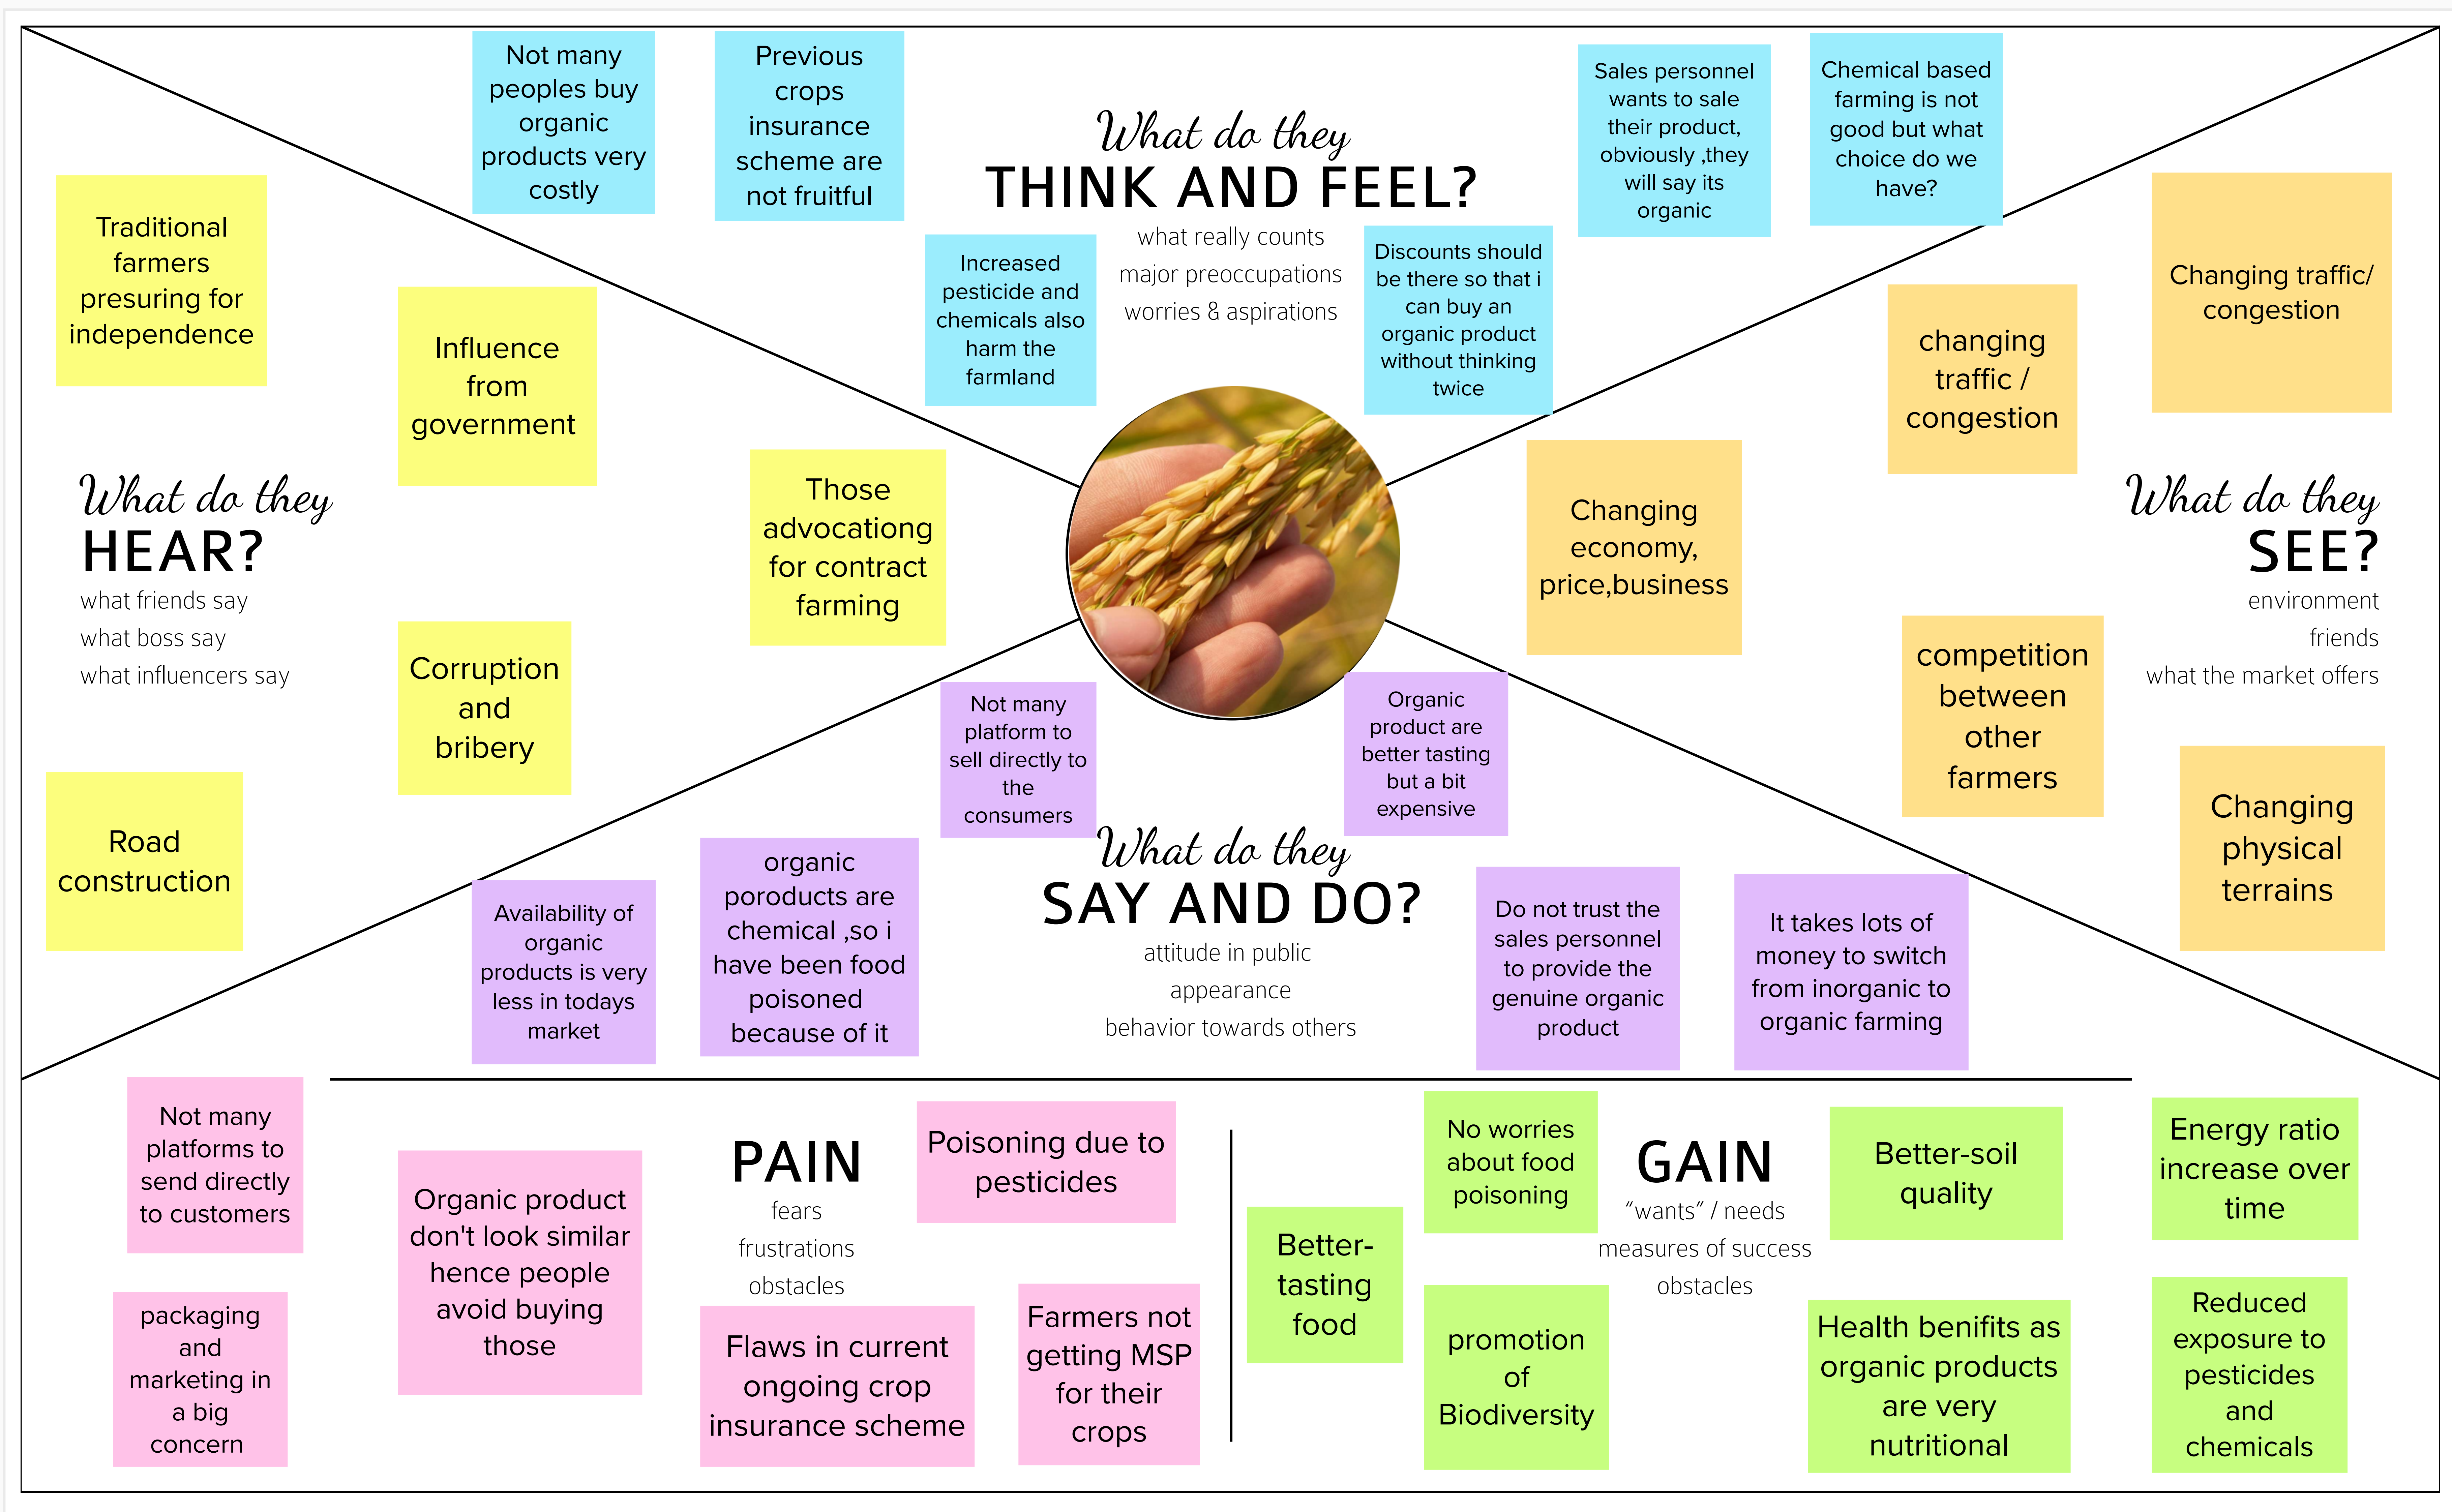 Not many
peoples buy
organic
products very
costly
Previous
crops
insurance
scheme are
not fruitful
What do they
THINK AND FEEL?
what really counts
major preoccupations
worries & aspirations
Increased
pesticide and
chemicals also
harm the
farmland
Discounts should
be there so that i
can buy an
organic product
without thinking
twice
Sales personnel
wants to sale
their product,
obviously ,they
will say its
organic
Chemical based
farming is not
good but what
choice do we
have?
Traditional
farmers
presuring for
independence
Influence
from
government
Those
advocationg
for contract
farming
What do they
HEAR?
what friends say
what boss say
what influencers say
Corruption
and
bribery
Road
construction
Changing traffic/
congestion
changing
traffic /
congestion
Changing
economy,
price,business
What do they
SEE?
environment
friends
what the market offers
competition
between
other
farmers
Changing
physical
terrains
Not many
platform to
sell directly to
the
consumers
Organic
product are
better tasting
but a bit
expensive
What do they
SAY AND DO?
attitude in public
appearance
behavior towards others
Availability of
organic
products is very
less in todays
market
organic
poroducts are
chemical ,so i
have been food
poisoned
because of it
Do not trust the
sales personnel
to provide the
genuine organic
product
It takes lots of
money to switch
from inorganic to
organic farming
Not many
platforms to
send directly
to customers
packaging
and
marketing in
a big
concern
Organic product
don't look similar
hence people
avoid buying
those
PAIN
fears
frustrations
obstacles
Poisoning due to
pesticides
Flaws in current
ongoing crop
insurance scheme
Farmers not
getting MSP
for their
crops
Better-
tasting
food
No worries
about food
poisoning
GAIN
“wants” / needs
measures of success
obstacles
promotion
of
Biodiversity
Better-soil
quality
Health benifits as
organic products
are very
nutritional
Energy ratio
increase over
time
Reduced
exposure to
pesticides
and
chemicals